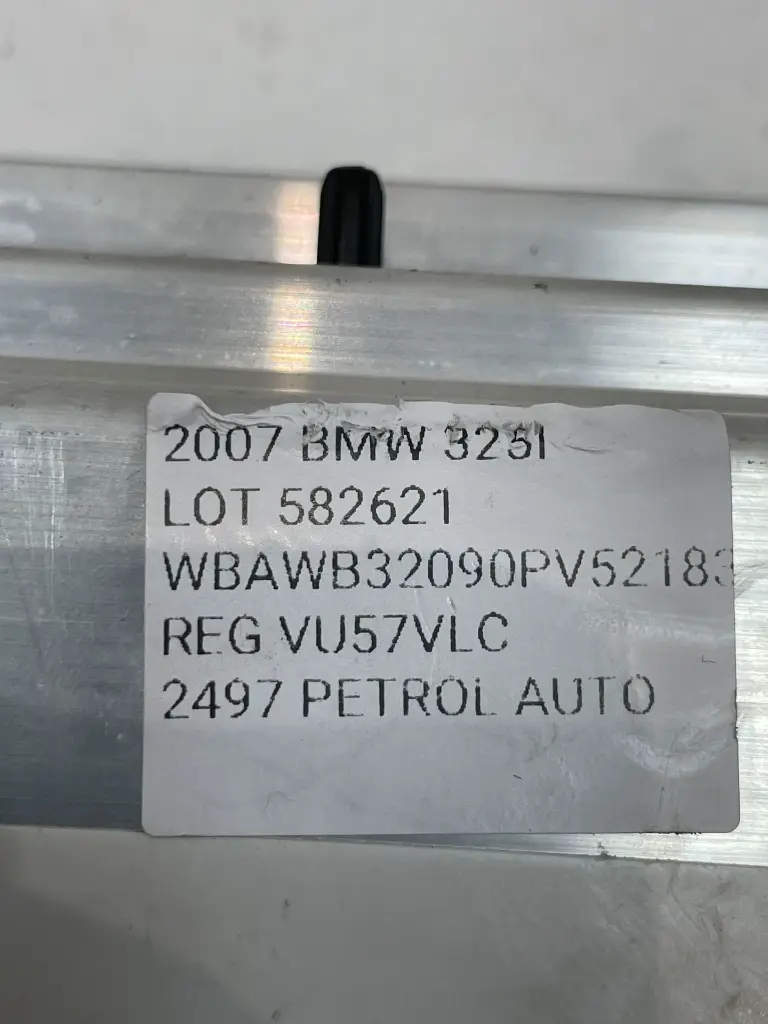 2007 BMW 325I
LOT 582621
WBAWB32090PV52183
REG VU57VLC
2497 PETROL AUTO